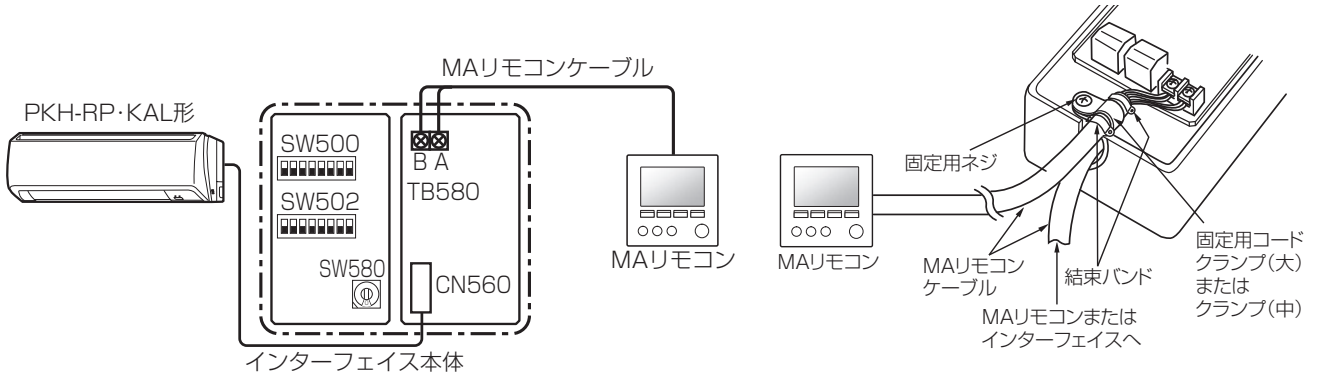 MAリモコンケーブル
PKH-RP･KAL形
SW500
SW502
SW580
B A
TB580
CN560
MAリモコン
インターフェイス本体
固定用ネジ
MAリモコン
MAリモコン
ケーブル
結束バンド
MAリモコンまたは
インターフェイスへ
固定用コード
クランプ(大)
または
クランプ(中)